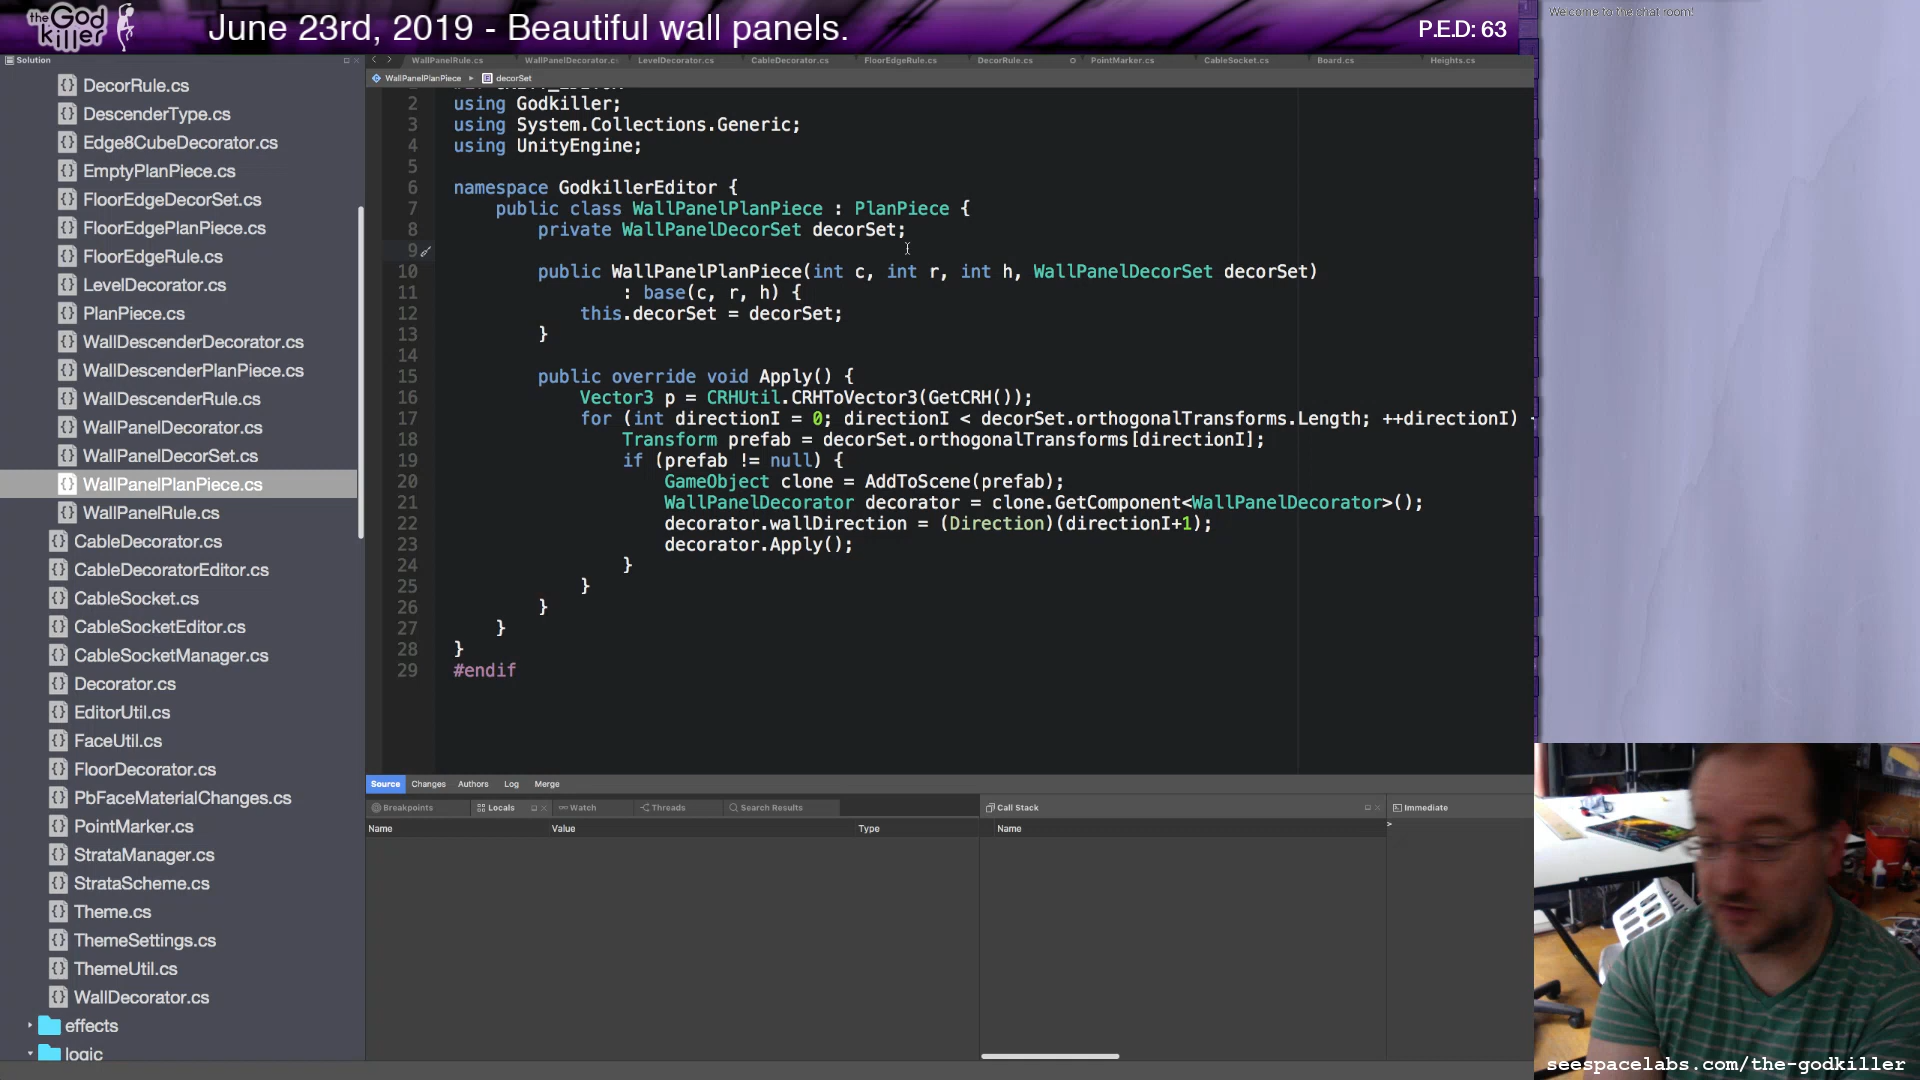 the God killer
June 23rd, 2019 - Beautiful wall panels.
P.E.D: 63
Welcome to the chat room!
Solution
DecorRule.cs
DescenderType.cs
Edge8CubeDecorator.cs
EmptyPlanPiece.cs
FloorEdgeDecorSet.cs
FloorEdgePlanPiece.cs
FloorEdgeRule.cs
LevelDecorator.cs
PlanPiece.cs
WallDescenderDecorator.cs
WallDescenderPlanPiece.cs
WallDescenderRule.cs
WallPanelDecorator.cs
WallPanelDecorSet.cs
WallPanelPlanPiece.cs
WallPanelRule.cs
CableDecorator.cs
CableDecoratorEditor.cs
CableSocket.cs
CableSocketEditor.cs
CableSocketManager.cs
Decorator.cs
EditorUtil.cs
FaceUtil.cs
FloorDecorator.cs
PbFaceMaterialChanges.cs
PointMarker.cs
StrataManager.cs
StrataScheme.cs
Theme.cs
ThemeSettings.cs
ThemeUtil.cs
WallDecorator.cs
effects
logic
WallPanelRule.cs WallPanelDecorator.cs LevelDecorator.cs CableDecorator.cs FloorEdgeRule.cs DecorRule.cs PointMarker.cs CableSocket.cs Board.cs Heights.cs
WallPanelPlanPiece decorSet
2 using Godkiller;
3 using System.Collections.Generic;
4 using UnityEngine;
5
6 namespace GodkillerEditor {
7 public class WallPanelPlanPiece : PlanPiece {
8 private WallPanelDecorSet decorSet;
9
10 public WallPanelPlanPiece(int c, int r, int h, WallPanelDecorSet decorSet)
11 : base(c, r, h) {
12 this.decorSet = decorSet;
13 }
14
15 public override void Apply() {
16 Vector3 p = CRHUtil.CRHToVector3(GetCRH());
17 for (int directionI = 0; directionI < decorSet.orthogonalTransforms.Length; ++directionI)
18 Transform prefab = decorSet.orthogonalTransforms[directionI];
19 if (prefab != null) {
20 GameObject clone = AddToScene(prefab);
21 WallPanelDecorator decorator = clone.GetComponent<WallPanelDecorator>();
22 decorator.wallDirection = (Direction)(directionI+1);
23 decorator.Apply();
24 }
25 }
26 }
27 }
28 }
29 #endif
Source Changes Authors Log Merge
Breakpoints Locals Watch Threads Search Results
Name Value Type
Call Stack
Name
Immediate
>
seespacelabs.com/the-godkiller